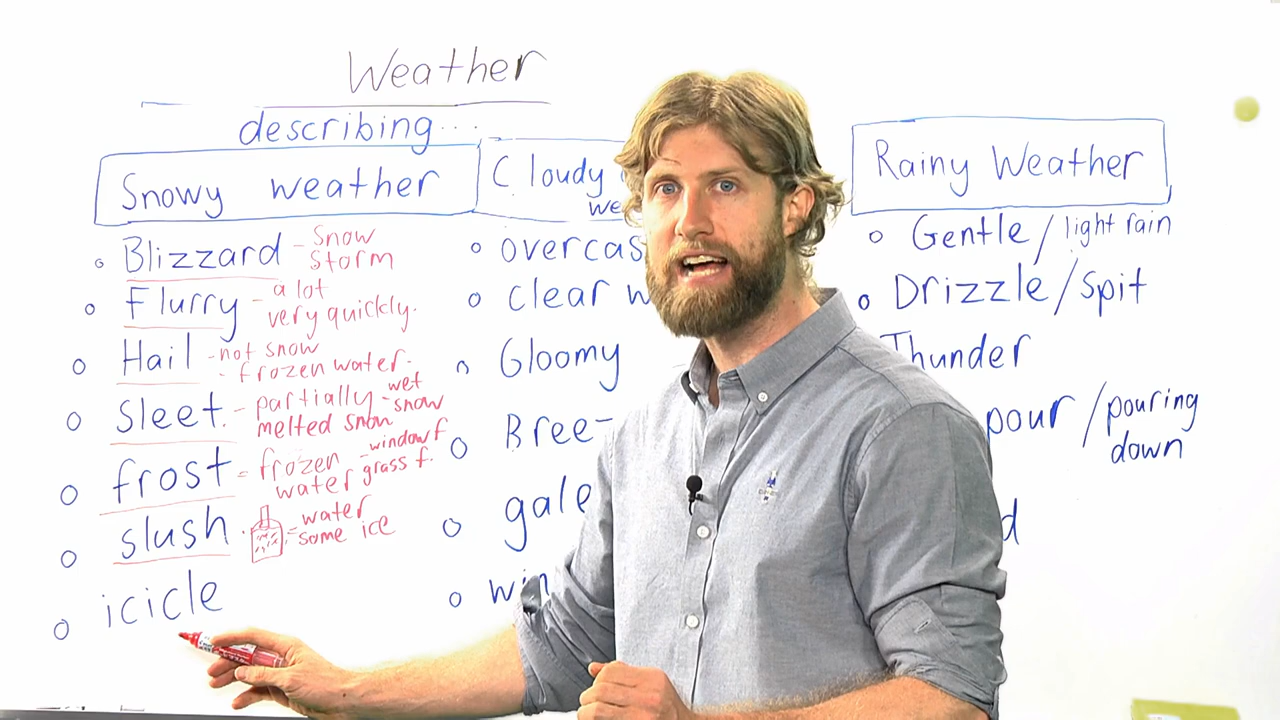 Weather
describing...
Snowy weather
Blizzard - Snow
Storm
Flurry - a lot
very quickly.
Hail - not snow
- frozen water.
Sleet. - partially - wet
melted snow snow
frost = frozen - window f
water grass f.
slush. = water
some ice
icicle
Cloudy
overcas
clear w
Gloomy
Bree-
gale
win
Rainy Weather
Gentle / light rain
Drizzle / spit
Thunder
pour / pouring
down